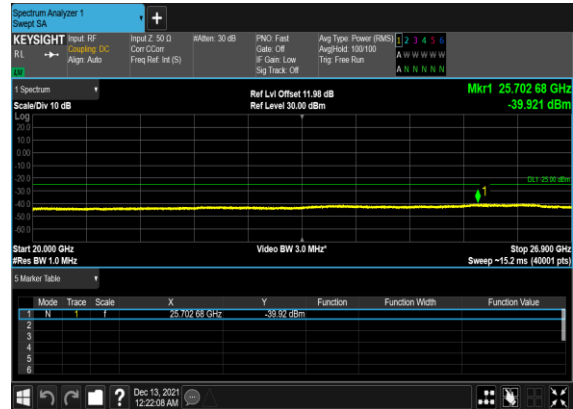 Spectrum Analyzer 1
Swept SA
+
KEYSIGHT Input: RF Input Z: 50 Ω #Atten: 30 dB PNO: Fast Avg Type: Power (RMS) 1 2 3 4 5 6
RL Coupling: DC Corr CCorr Gate: Off Avg|Hold: 100/100 A W W W W W
Align: Auto Freq Ref: Int (S) IF Gain: Low Trig: Free Run
Sig Track: Off A N N N N N
1 Spectrum Ref Lvl Offset 11.98 dB Mkr1 25.702 68 GHz
Scale/Div 10 dB Ref Level 30.00 dBm -39.921 dBm
Log
20.0
10.0
0.00
-10.0
-20.0
DL1 -25.00 dBm
-30.0
1
-40.0
-50.0
-60.0
Start 20.000 GHz Video BW 3.0 MHz* Stop 26.900 GHz
#Res BW 1.0 MHz Sweep ~15.2 ms (40001 pts)
5 Marker Table
Mode Trace Scale X Y Function Function Width Function Value
1 N 1 f 25.702 68 GHz -39.92 dBm
2
3
4
5
6
? Dec 13, 2021
12:22:08 AM